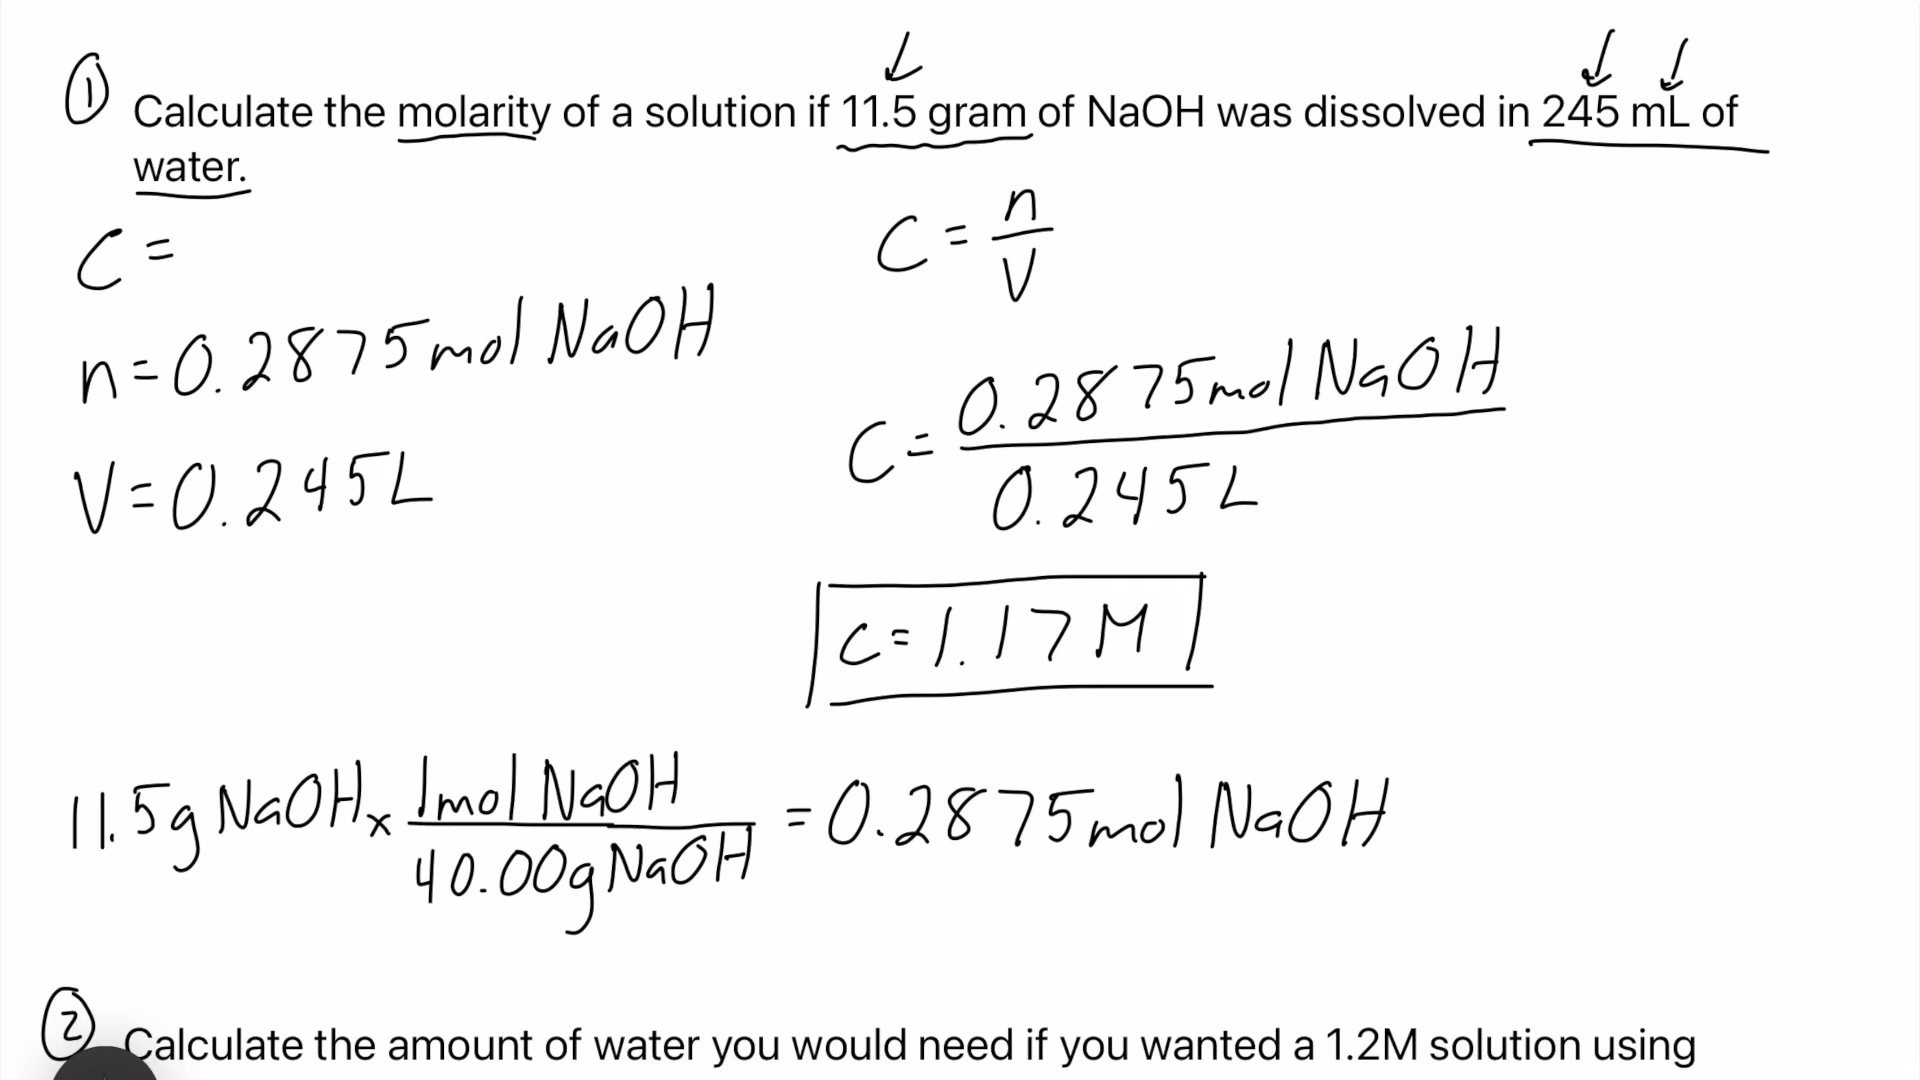 ① Calculate the molarity of a solution if 11.5 gram of NaOH was dissolved in 245 mL of
water.
C =
C = n/V
n = 0.2875 mol NaOH
C = 0.2875 mol NaOH / 0.245 L
V = 0.245 L
C = 1.17 M
11.5 g NaOH x 1 mol NaOH / 40.00 g NaOH = 0.2875 mol NaOH
② Calculate the amount of water you would need if you wanted a 1.2M solution using